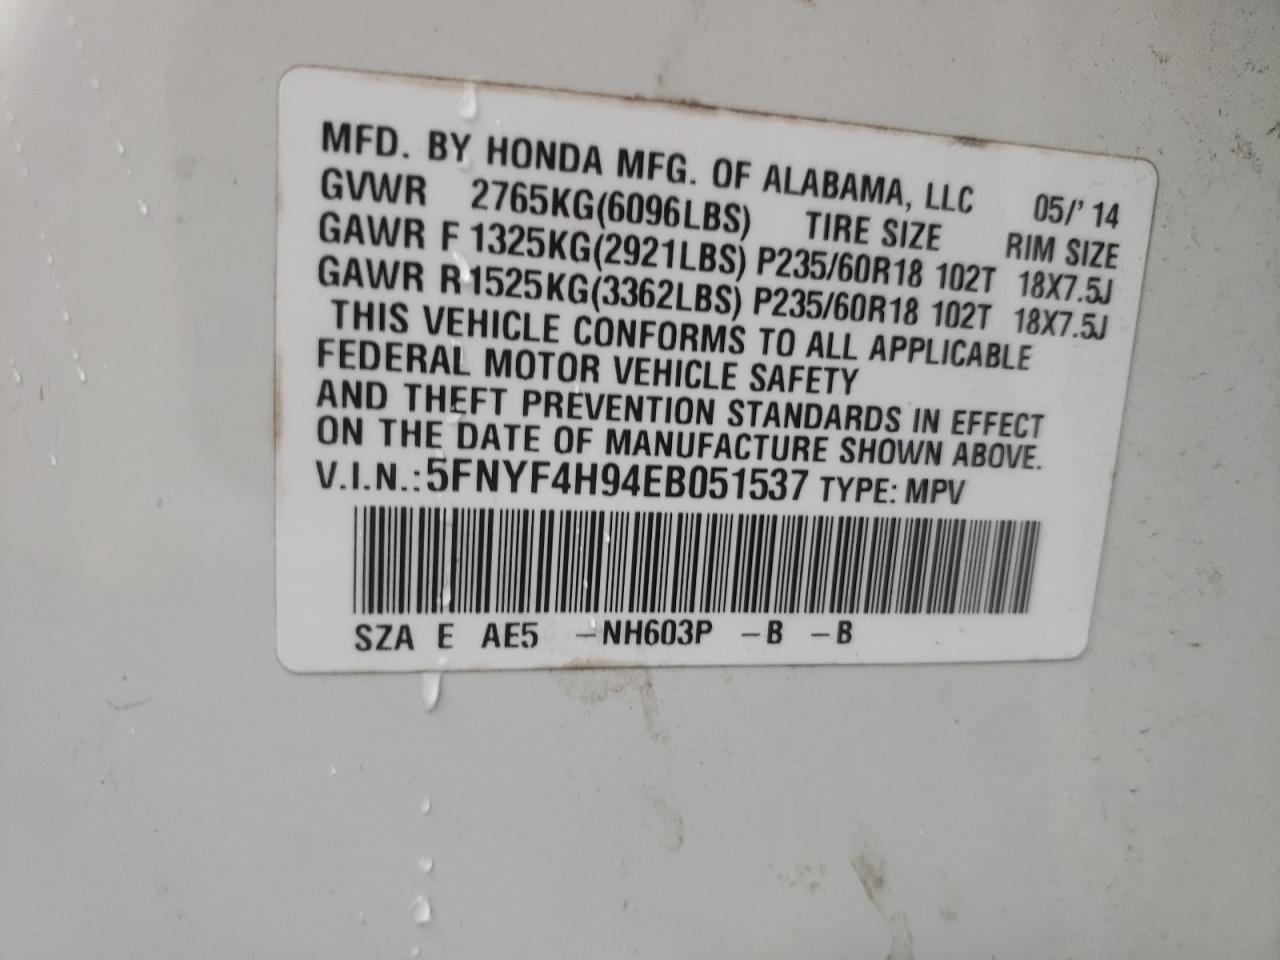 MFD. BY HONDA MFG. OF ALABAMA, LLC 05/'14
GVWR 2765KG(6096LBS) TIRE SIZE RIM SIZE
GAWR F 1325KG(2921LBS) P235/60R18 102T 18X7.5J
GAWR R 1525KG(3362LBS) P235/60R18 102T 18X7.5J
THIS VEHICLE CONFORMS TO ALL APPLICABLE
FEDERAL MOTOR VEHICLE SAFETY
AND THEFT PREVENTION STANDARDS IN EFFECT
ON THE DATE OF MANUFACTURE SHOWN ABOVE.
V.I.N.:5FNYF4H94EB051537 TYPE: MPV
SZA E AE5 -NH603P -B -B